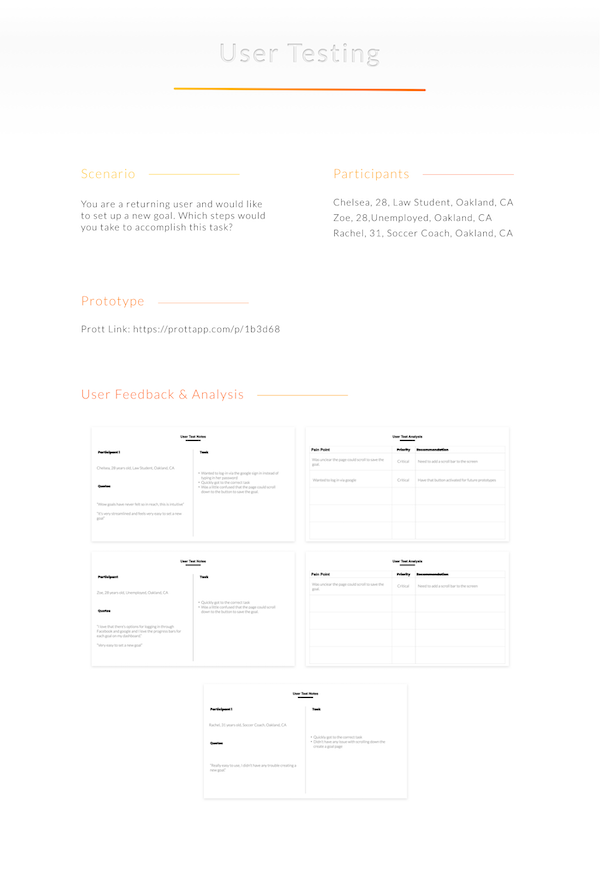 User Testing
Scenario
You are a returning user and would like
to set up a new goal. Which steps would
you take to accomplish this task?
Participants
Chelsea, 28, Law Student, Oakland, CA
Zoe, 28,Unemployed, Oakland, CA
Rachel, 31, Soccer Coach, Oakland, CA
Prototype
Prott Link: https://prottapp.com/p/1b3d68
User Feedback & Analysis
User Test Notes
Participant 1
Chelsea, 28 years old, Law Student, Oakland, CA
Quotes
"Wow goals have never felt so in reach, this is intuitive"
"It's very streamlined and feels very easy to set a new
goal"
Task
• Wanted to log in via the google sign in instead of
typing in her password
• Quickly got to the correct task
• Was a little confused that the page could scroll
down to the button to save the goal.
User Test Analysis
Pain Point
Priority
Recommendation
Was unclear the page could scroll to save the
goal
Critical
Need to add a scroll bar to the screen
Wanted to log in via google
Critical
Have that button activated for future prototypes
User Test Notes
Participant
Zoe, 28 years old, Unemployed, Oakland, CA
Quotes
"I love that there's options for logging in through
Facebook and google and I love the progress bars for
each goal on my dashboard"
"Very easy to set a new goal"
Task
• Quickly got to the correct task
• Was a little confused that the page could scroll
down to the button to save the goal.
User Test Analysis
Pain Point
Priority
Recommendation
Was unclear the page could scroll to save the
goal
Critical
Need to add a scroll bar to the screen
User Test Notes
Participant 1
Rachel, 31 years old, Soccer Coach, Oakland, CA
Quotes
"Really easy to use, I didn't have any trouble creating a
new goal"
Task
• Quickly got to the correct task
• Didn't have any issue with scrolling down the
create a goal page